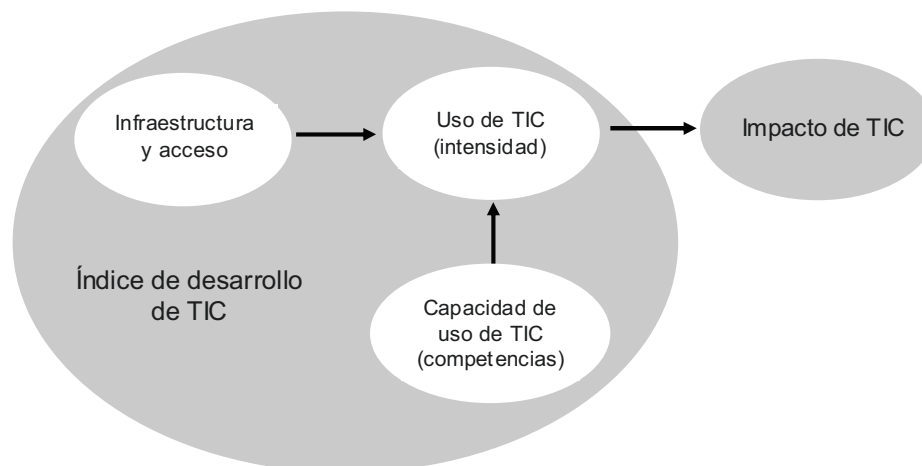 Infraestructura
y acceso
Uso de TIC
(intensidad)
Impacto de TIC
Índice de desarrollo
de TIC
Capacidad de
uso de TIC
(competencias)